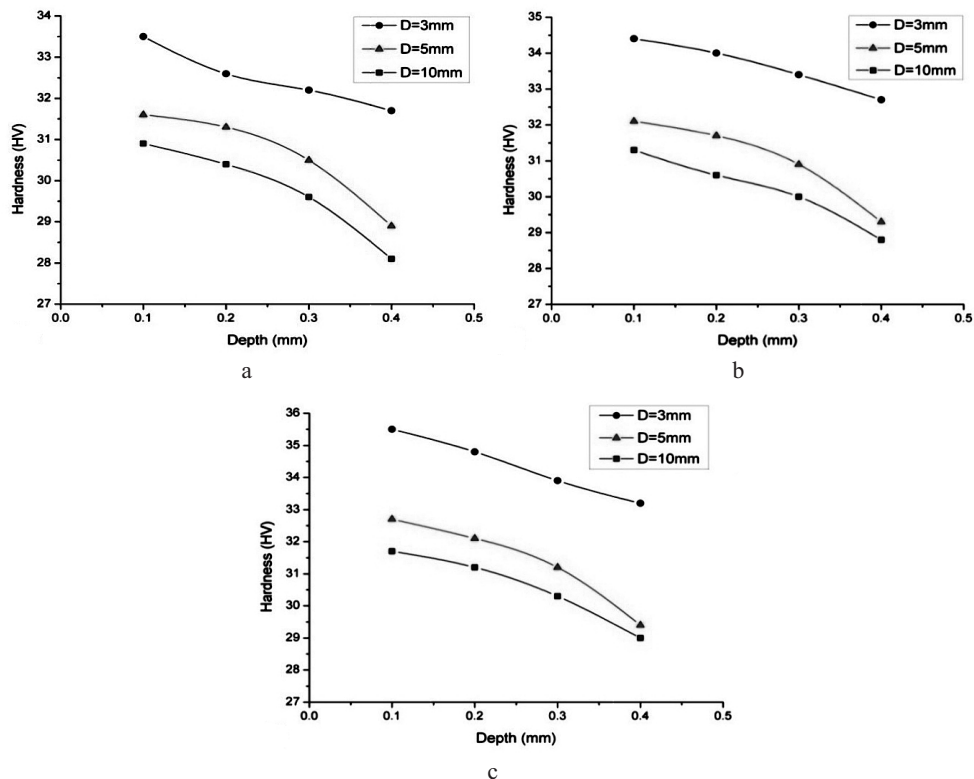 34
33
32
31
30
29
28
27
Hardness (HV)
0.0 0.1 0.2 0.3 0.4 0.5
Depth (mm)
D=3mm
D=5mm
D=10mm
a
35
34
33
32
31
30
29
28
27
Hardness (HV)
0.0 0.1 0.2 0.3 0.4 0.5
Depth (mm)
D=3mm
D=5mm
D=10mm
b
36
35
34
33
32
31
30
29
28
27
Hardness (HV)
0.0 0.1 0.2 0.3 0.4 0.5
Depth (mm)
D=3mm
D=5mm
D=10mm
c